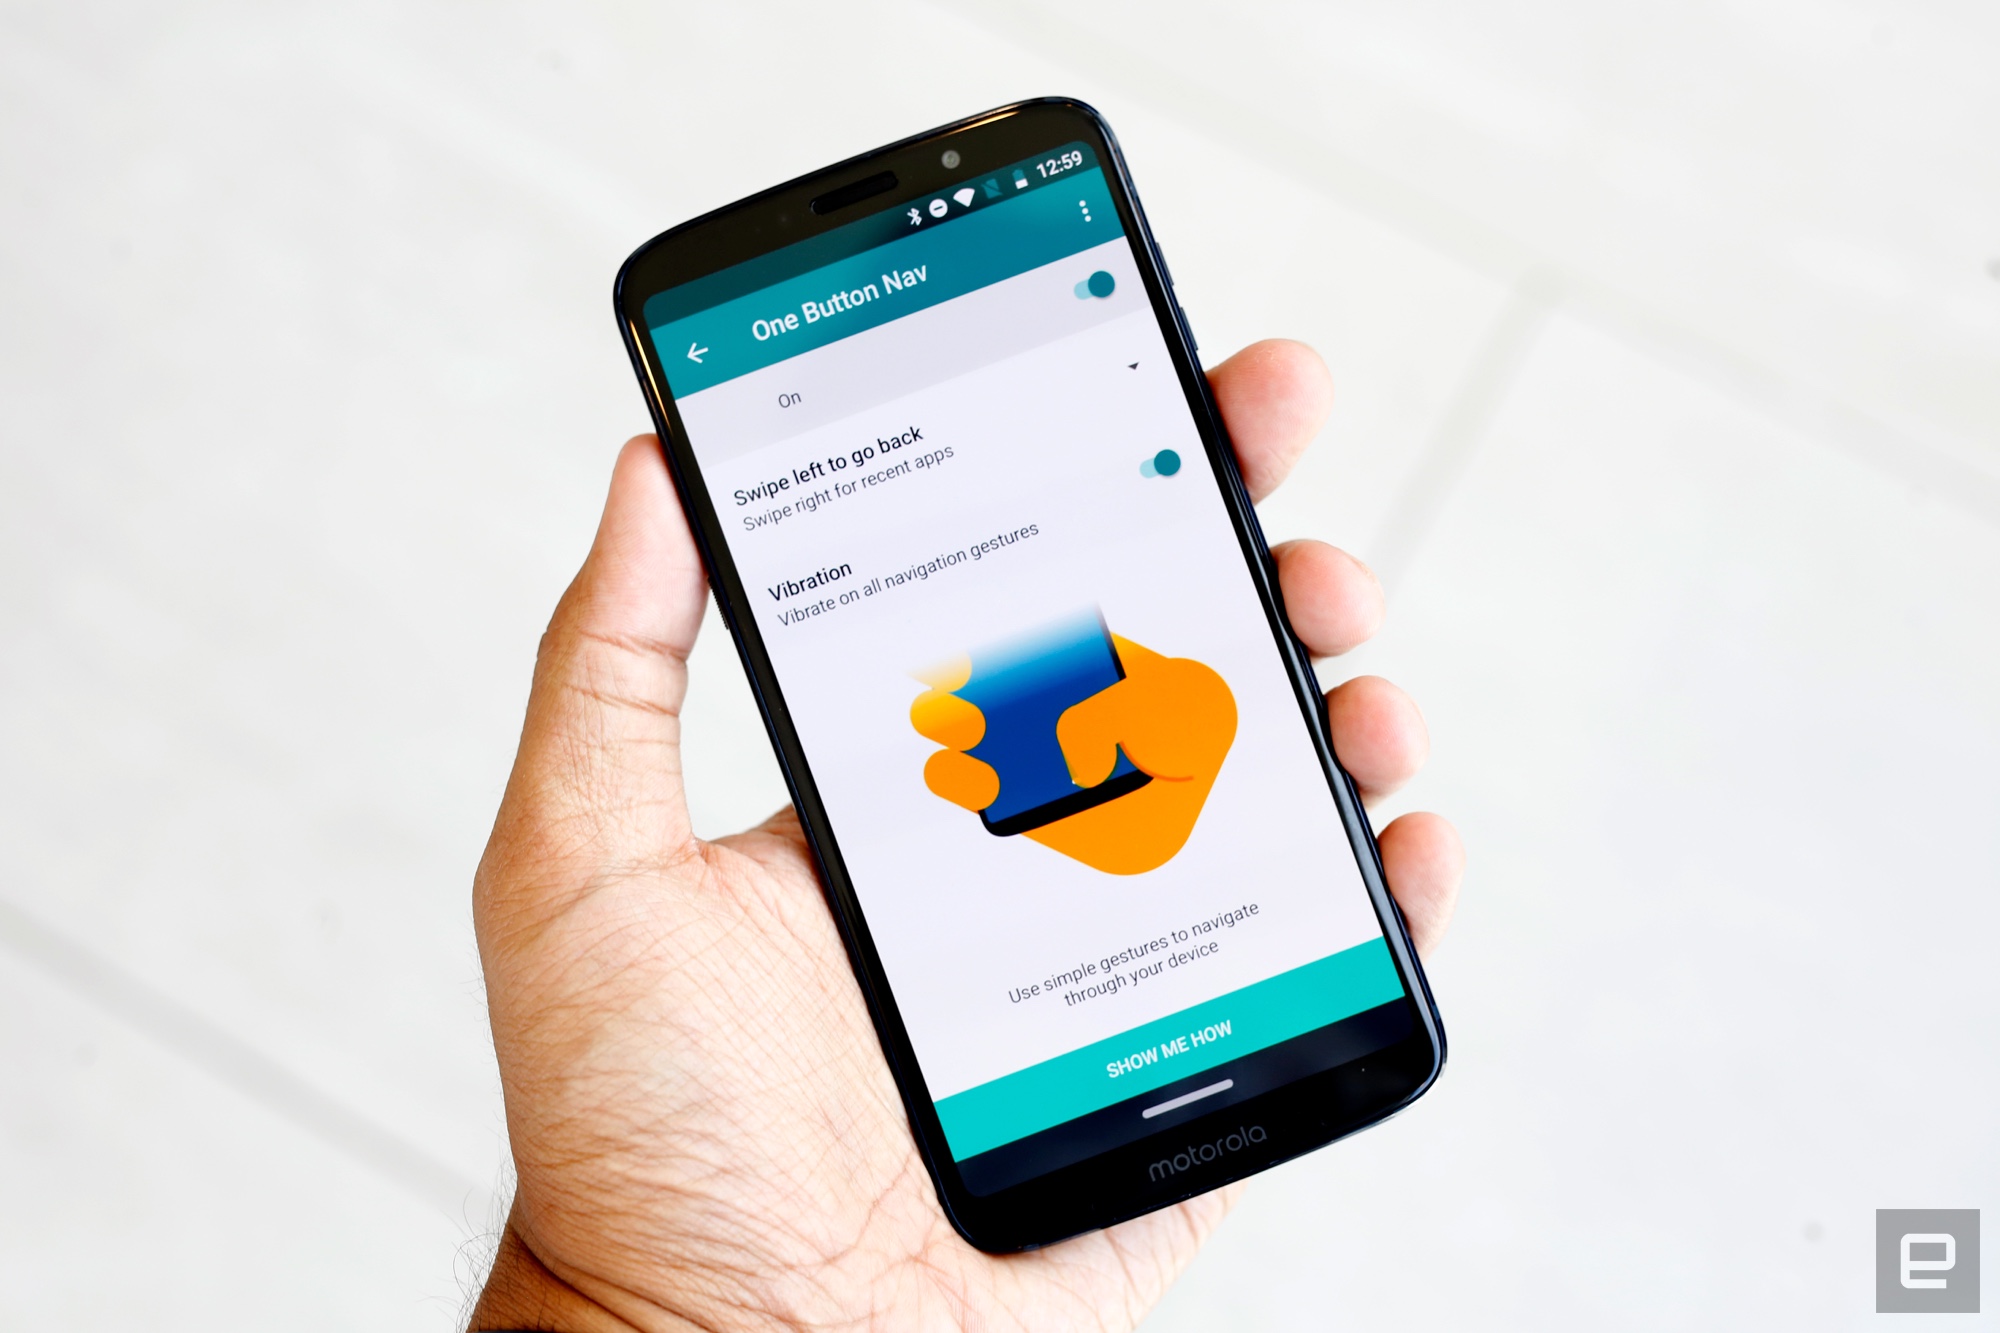 12:59
One Button Nav
On
Swipe left to go back
Swipe right for recent apps
Vibration
Vibrate on all navigation gestures
Use simple gestures to navigate
through your device
SHOW ME HOW
motorola
e